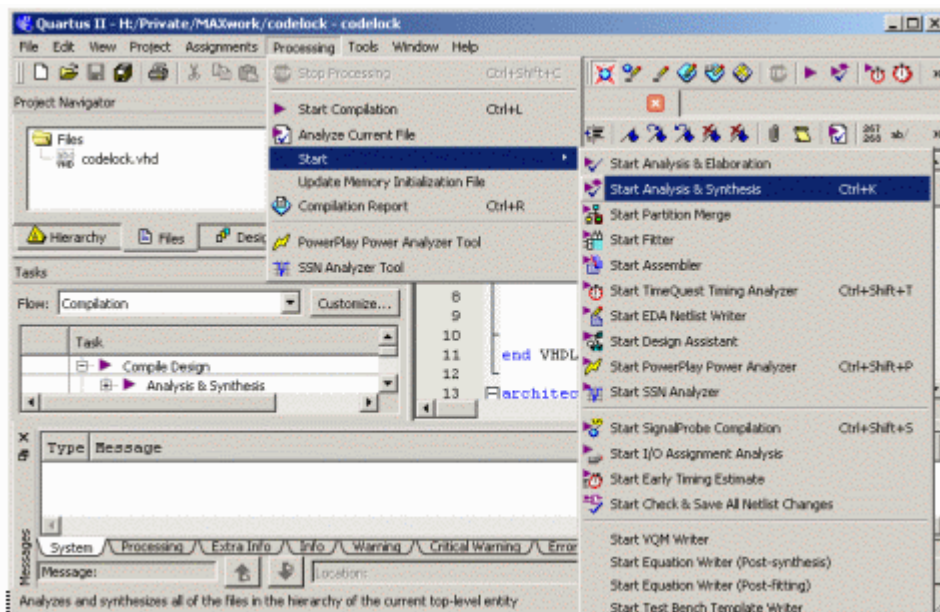 Quartus II - H:/Private/MAXwork/codelock - codelock
File Edit View Project Assignments Processing Tools Window Help
Stop Processing Ctrl+Shift+C
Start Compilation Ctrl+L
Analyze Current File
Start
Update Memory Initialization File
Compilation Report Ctrl+R
PowerPlay Power Analyzer Tool
SSN Analyzer Tool
Project Navigator
Files
codelock.vhd
Hierarchy Files Desig
Tasks
Flow: Compilation Customize...
Task
Compile Design
Analysis & Synthesis
267
268 ab/
Start Analysis & Elaboration
Start Analysis & Synthesis Ctrl+K
Start Partition Merge
Start Fitter
Start Assembler
Start TimeQuest Timing Analyzer Ctrl+Shift+T
Start EDA Netlist Writer
Start Design Assistant
Start PowerPlay Power Analyzer Ctrl+Shift+P
Start SSN Analyzer
Start SignalProbe Compilation Ctrl+Shift+S
Start I/O Assignment Analysis
Start Early Timing Estimate
Start Check & Save All Netlist Changes
Start VQM Writer
Start Equation Writer (Post-synthesis)
Start Equation Writer (Post-fitting)
Start Test Bench Template Writer
8
9
10
11 end VHDL
12
13 architec
Type Message
Messages
System Processing Extra Info Info Warning Critical Warning Error
Message: Location:
Analyzes and synthesizes all of the files in the hierarchy of the current top-level entity